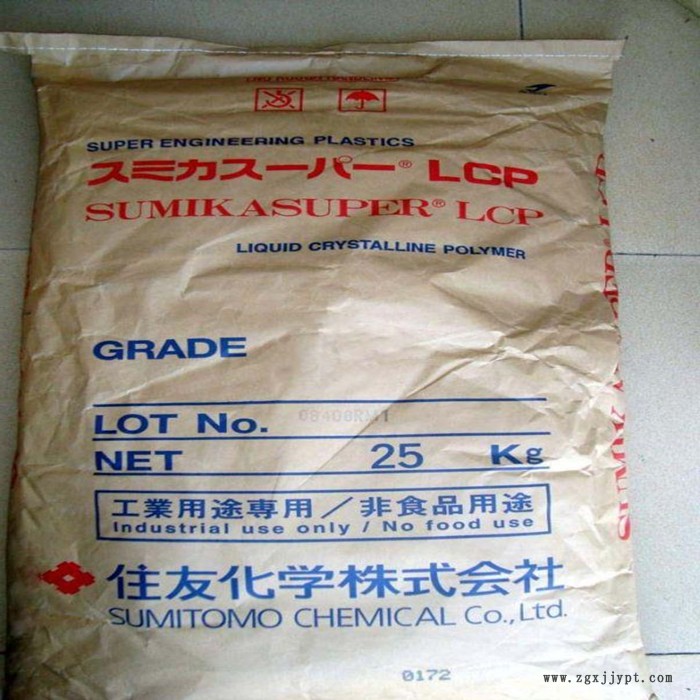 SUPER ENGINEERING PLASTICS
スミカスーパー® LCP
SUMIKASUPER® LCP
LIQUID CRYSTALLINE POLYMER
GRADE
LOT No. 08408RM1
NET 25 Kg
工業用途専用／非食品用途
Industrial use only / No food use
住友化学株式会社
SUMITOMO CHEMICAL Co., Ltd.
0172
www.zgxjjypt.com